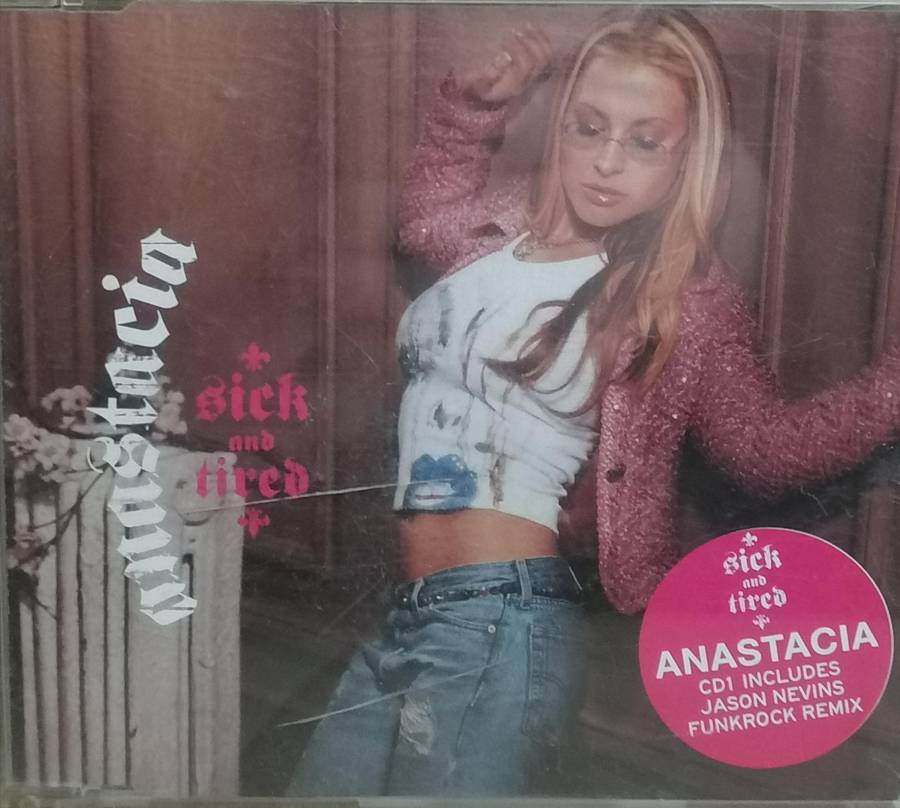 anastacia
sick
and
tired
sick
and
tired
ANASTACIA
CD1 INCLUDES
JASON NEVINS
FUNKROCK REMIX